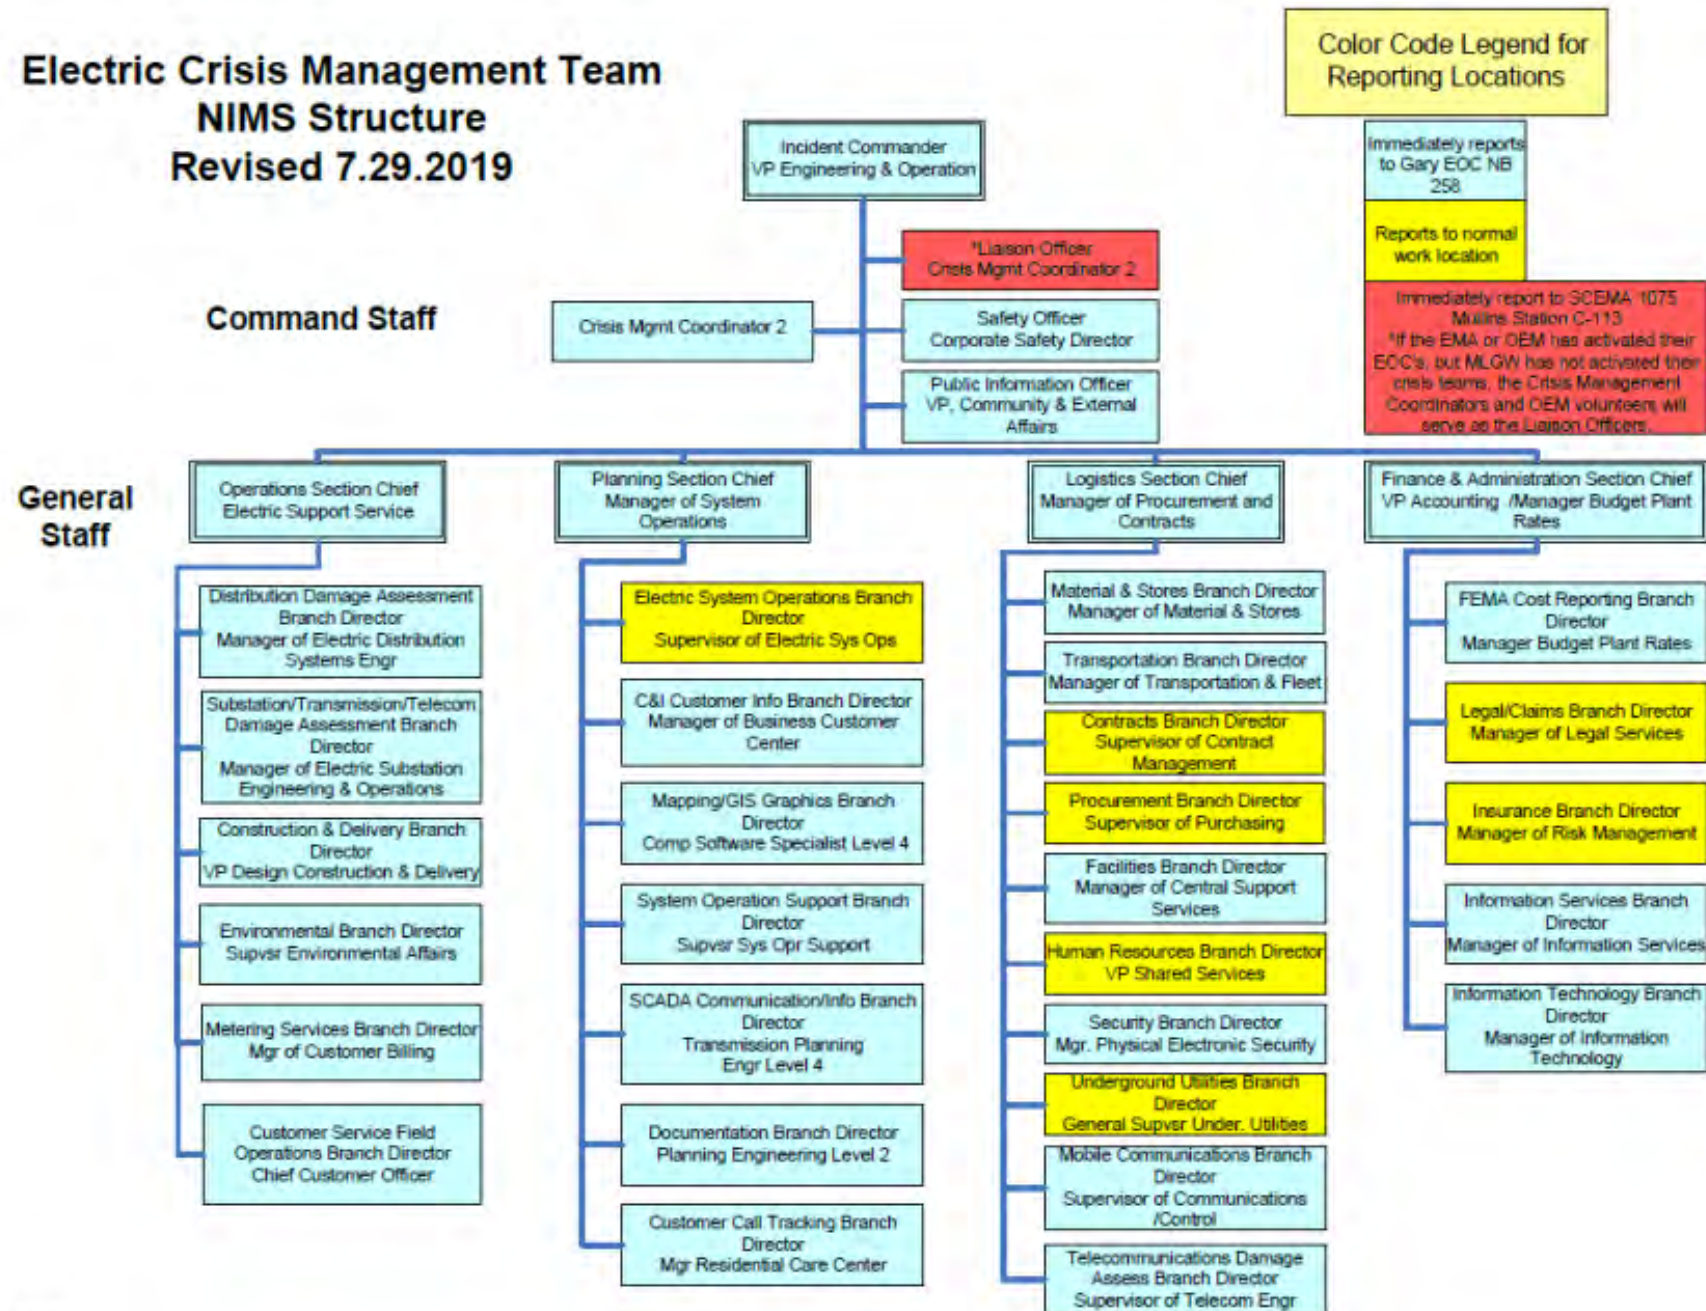 Electric Crisis Management Team
NIMS Structure
Revised 7.29.2019
Color Code Legend for
Reporting Locations
Immediately reports
to Gary EOC NB
258
Reports to normal
work location
Immediately report to SCEMA 1075
Mullins Station C-113
*If the EMA or OEM has activated their
EOC's, but MLGW has not activated their
crisis teams, the Crisis Management
Coordinators and OEM volunteers will
serve as the Liaison Officers.
Incident Commander
VP Engineering & Operation
Command Staff
*Liaison Officer
Crisis Mgmt Coordinator 2
Crisis Mgmt Coordinator 2
Safety Officer
Corporate Safety Director
Public Information Officer
VP, Community & External
Affairs
General
Staff
Operations Section Chief
Electric Support Service
Distribution Damage Assessment
Branch Director
Manager of Electric Distribution
Systems Engr
Substation/Transmission/Telecom
Damage Assessment Branch
Director
Manager of Electric Substation
Engineering & Operations
Construction & Delivery Branch
Director
VP Design Construction & Delivery
Environmental Branch Director
Supvsr Environmental Affairs
Metering Services Branch Director
Mgr of Customer Billing
Customer Service Field
Operations Branch Director
Chief Customer Officer
Planning Section Chief
Manager of System
Operations
Electric System Operations Branch
Director
Supervisor of Electric Sys Ops
C&I Customer Info Branch Director
Manager of Business Customer
Center
Mapping/GIS Graphics Branch
Director
Comp Software Specialist Level 4
System Operation Support Branch
Director
Supvsr Sys Opr Support
SCADA Communication/Info Branch
Director
Transmission Planning
Engr Level 4
Documentation Branch Director
Planning Engineering Level 2
Customer Call Tracking Branch
Director
Mgr Residential Care Center
Logistics Section Chief
Manager of Procurement and
Contracts
Material & Stores Branch Director
Manager of Material & Stores
Transportation Branch Director
Manager of Transportation & Fleet
Contracts Branch Director
Supervisor of Contract
Management
Procurement Branch Director
Supervisor of Purchasing
Facilities Branch Director
Manager of Central Support
Services
Human Resources Branch Director
VP Shared Services
Security Branch Director
Mgr. Physical Electronic Security
Underground Utilities Branch
Director
General Supvsr Under. Utilities
Mobile Communications Branch
Director
Supervisor of Communications
/Control
Telecommunications Damage
Assess Branch Director
Supervisor of Telecom Engr
Finance & Administration Section Chief
VP Accounting /Manager Budget Plant
Rates
FEMA Cost Reporting Branch
Director
Manager Budget Plant Rates
Legal/Claims Branch Director
Manager of Legal Services
Insurance Branch Director
Manager of Risk Management
Information Services Branch
Director
Manager of Information Services
Information Technology Branch
Director
Manager of Information
Technology